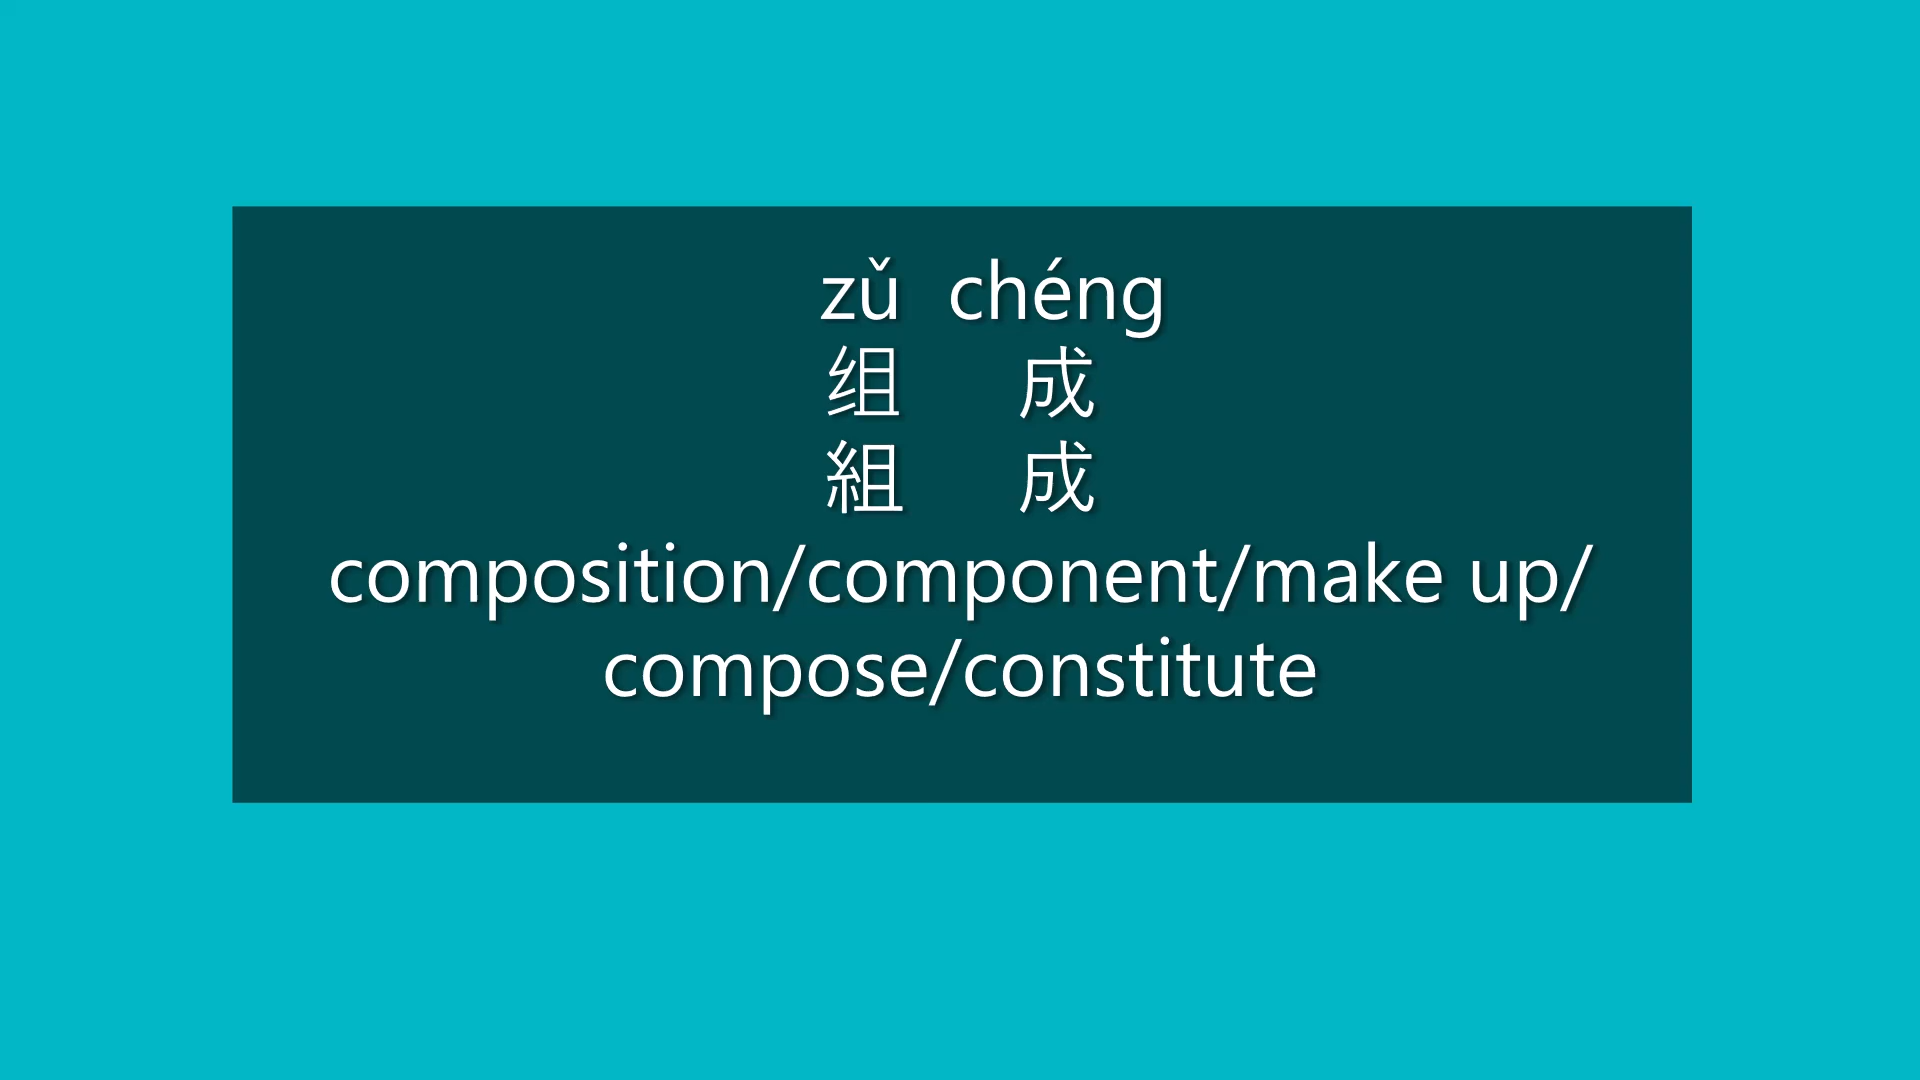 zǔ chéng
组 成
組 成
composition/component/make up/
compose/constitute